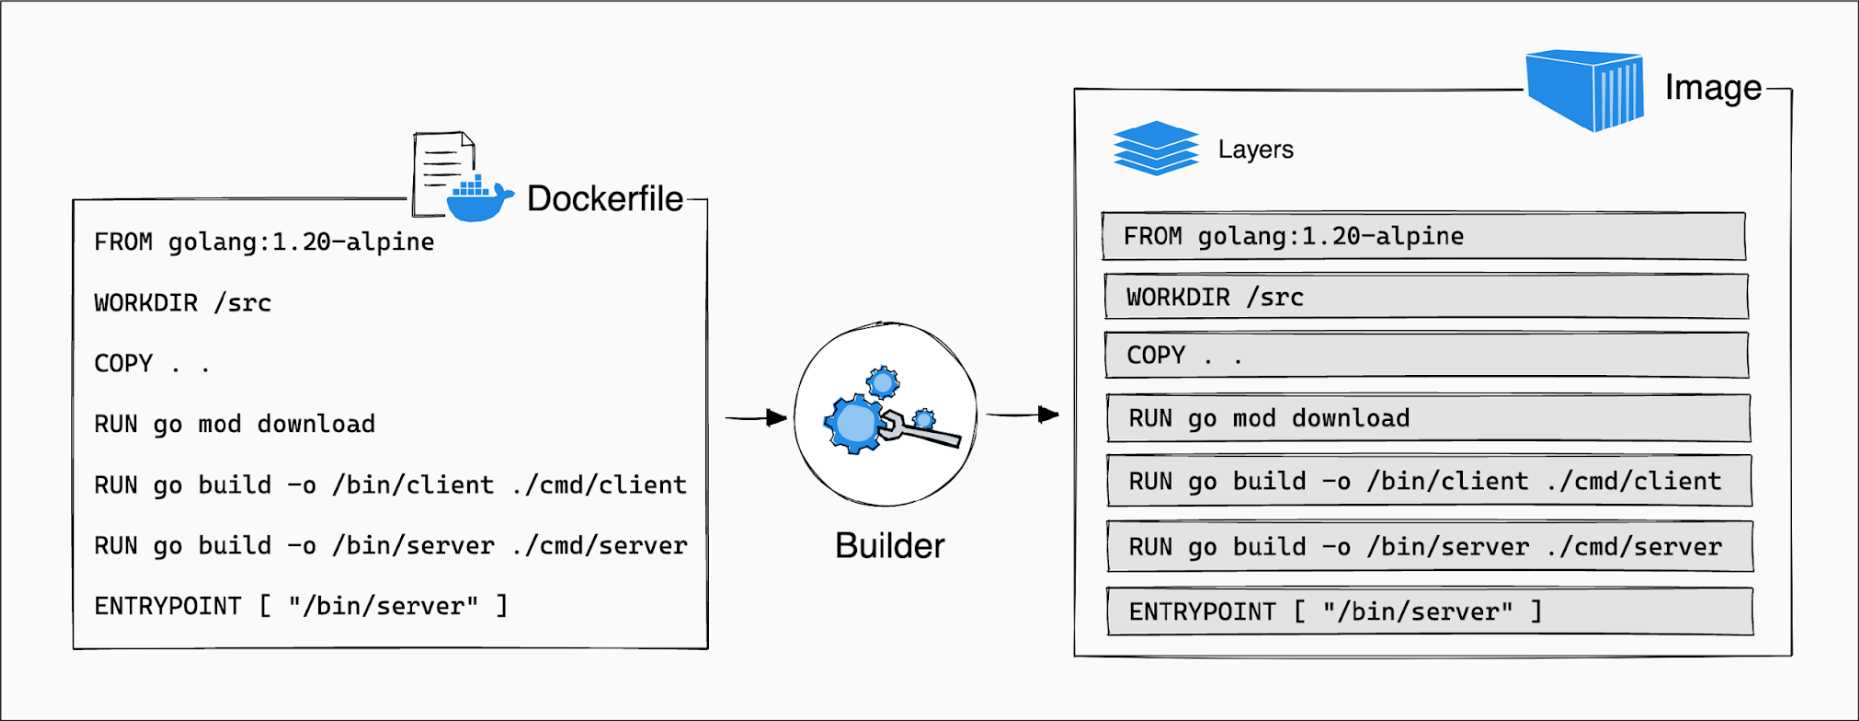 Dockerfile
FROM golang:1.20-alpine
WORKDIR /src
COPY . .
RUN go mod download
RUN go build -o /bin/client ./cmd/client
RUN go build -o /bin/server ./cmd/server
ENTRYPOINT [ "/bin/server" ]
Builder
Image
Layers
FROM golang:1.20-alpine
WORKDIR /src
COPY . .
RUN go mod download
RUN go build -o /bin/client ./cmd/client
RUN go build -o /bin/server ./cmd/server
ENTRYPOINT [ "/bin/server" ]